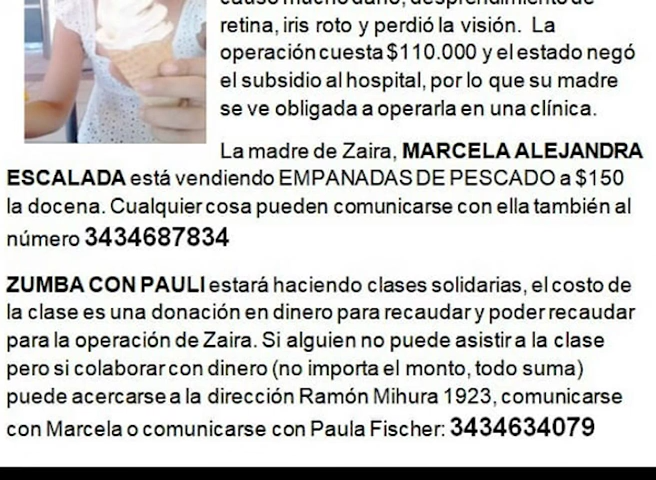 causó mucho daño, desprendimiento de
retina, iris roto y perdió la visión. La
operación cuesta $110.000 y el estado negó
el subsidio al hospital, por lo que su madre
se ve obligada a operarla en una clínica.
La madre de Zaira, MARCELA ALEJANDRA
ESCALADA está vendiendo EMPANADAS DE PESCADO a $150
la docena. Cualquier cosa pueden comunicarse con ella también al
número 3434687834
ZUMBA CON PAULI estará haciendo clases solidarias, el costo de
la clase es una donación en dinero para recaudar y poder recaudar
para la operación de Zaira. Si alguien no puede asistir a la clase
pero si colaborar con dinero (no importa el monto, todo suma)
puede acercarse a la dirección Ramón Mihura 1923, comunicarse
con Marcela o comunicarse con Paula Fischer: 3434634079